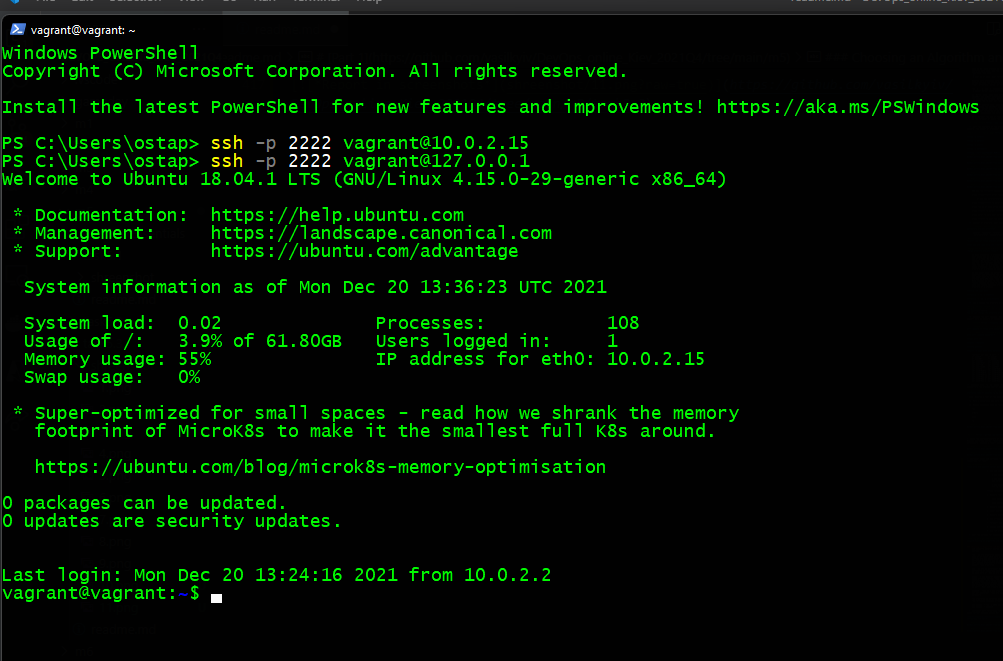 vagrant@vagrant: ~
Windows PowerShell
Copyright (C) Microsoft Corporation. All rights reserved.
Install the latest PowerShell for new features and improvements! https://aka.ms/PSWindows
PS C:\Users\ostap> ssh -p 2222 vagrant@10.0.2.15
PS C:\Users\ostap> ssh -p 2222 vagrant@127.0.0.1
Welcome to Ubuntu 18.04.1 LTS (GNU/Linux 4.15.0-29-generic x86_64)
* Documentation: https://help.ubuntu.com
* Management: https://landscape.canonical.com
* Support: https://ubuntu.com/advantage
System information as of Mon Dec 20 13:36:23 UTC 2021
System load: 0.02 Processes: 108
Usage of /: 3.9% of 61.80GB Users logged in: 1
Memory usage: 55% IP address for eth0: 10.0.2.15
Swap usage: 0%
* Super-optimized for small spaces - read how we shrank the memory
footprint of MicroK8s to make it the smallest full K8s around.
https://ubuntu.com/blog/microk8s-memory-optimisation
0 packages can be updated.
0 updates are security updates.
Last login: Mon Dec 20 13:24:16 2021 from 10.0.2.2
vagrant@vagrant:~$